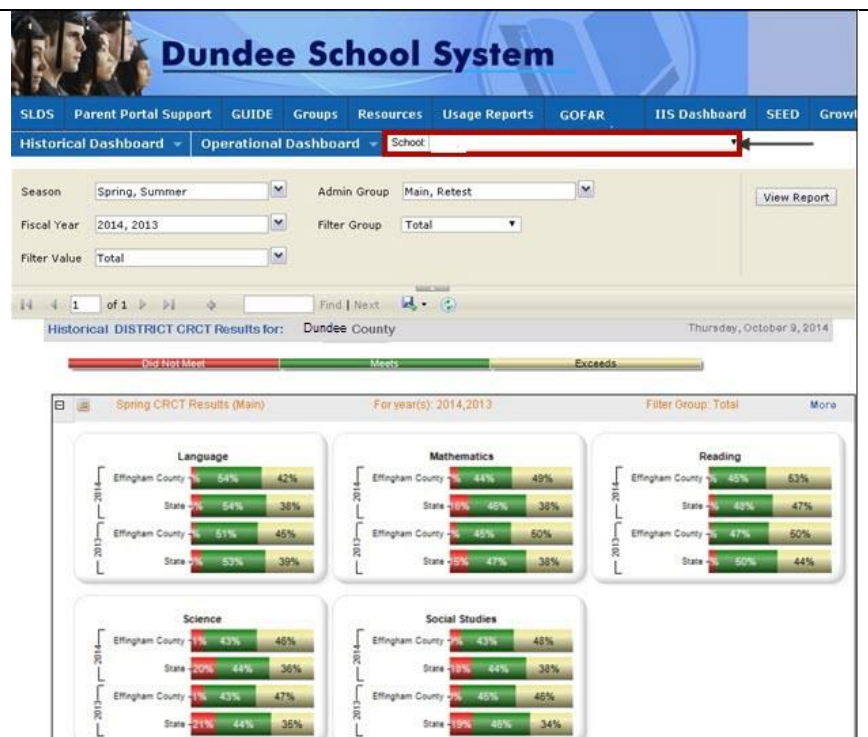 Dundee School System
SLDS Parent Portal Support GUIDE Groups Resources Usage Reports GOFAR IIS Dashboard SEED Growt
Historical Dashboard Operational Dashboard School:
Season Spring, Summer Admin Group Main, Retest View Report
Fiscal Year 2014, 2013 Filter Group Total
Filter Value Total
1 of 1 Find | Next
Historical DISTRICT CRCT Results for: Dundee County Thursday, October 9, 2014
Did Not Meet Meets Exceeds
Spring CRCT Results (Main) For year(s): 2014,2013 Filter Group: Total More
Language
2014
Effingham County 54% 42%
State 54% 38%
2013
Effingham County 51% 45%
State 53% 39%
Mathematics
2014
Effingham County 44% 49%
State 46% 38%
2013
Effingham County 45% 50%
State 47% 38%
Reading
2014
Effingham County 45% 53%
State 48% 47%
2013
Effingham County 47% 50%
State 50% 44%
Science
2014
Effingham County 43% 46%
State 20% 44% 36%
2013
Effingham County 43% 47%
State 21% 44% 35%
Social Studies
2014
Effingham County 43% 48%
State 18% 44% 38%
2013
Effingham County 45% 46%
State 19% 46% 34%